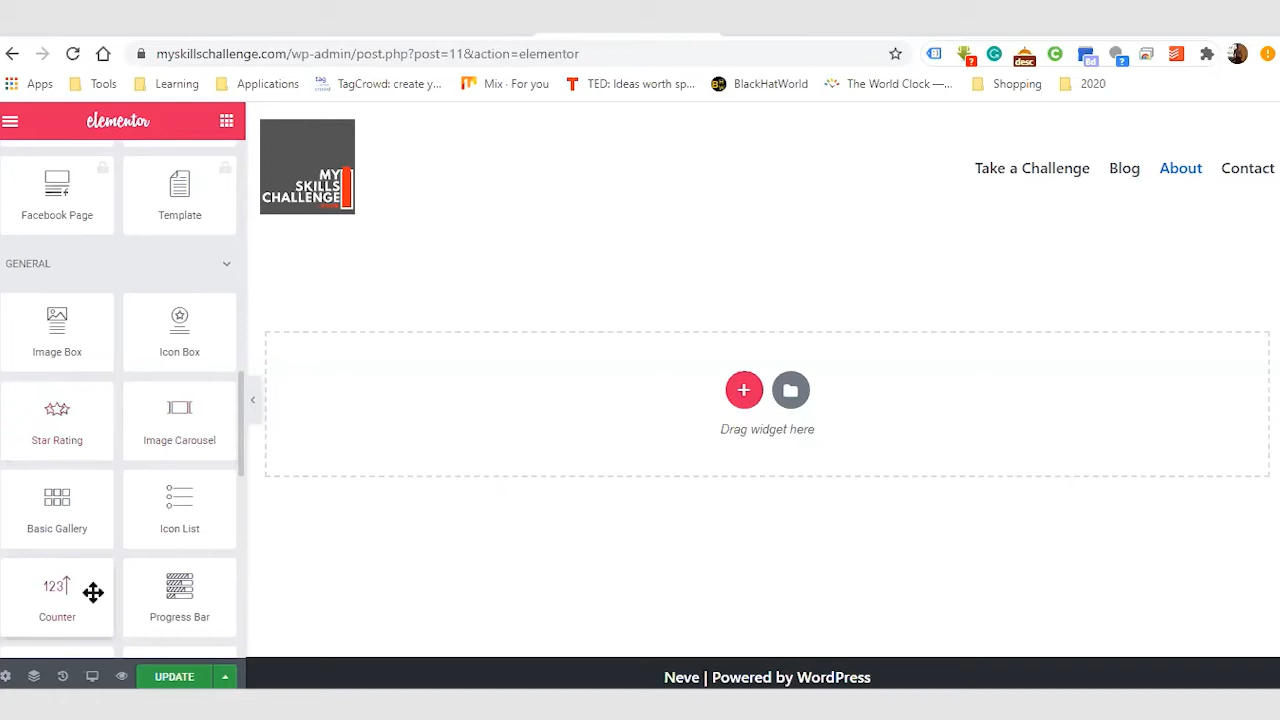 myskillschallenge.com/wp-admin/post.php?post=11&action=elementor
desc
Bd
?
?
Apps
Tools
Learning
Applications
TagCrowd: create y...
Mix · For you
TED: Ideas worth sp...
BlackHatWorld
The World Clock —...
Shopping
2020
elementor
MY
SKILLS
CHALLENGE
Take a Challenge
Blog
About
Contact
Facebook Page
Template
GENERAL
Image Box
Icon Box
Star Rating
Image Carousel
Basic Gallery
Icon List
123
Counter
Progress Bar
Drag widget here
UPDATE
Neve | Powered by WordPress